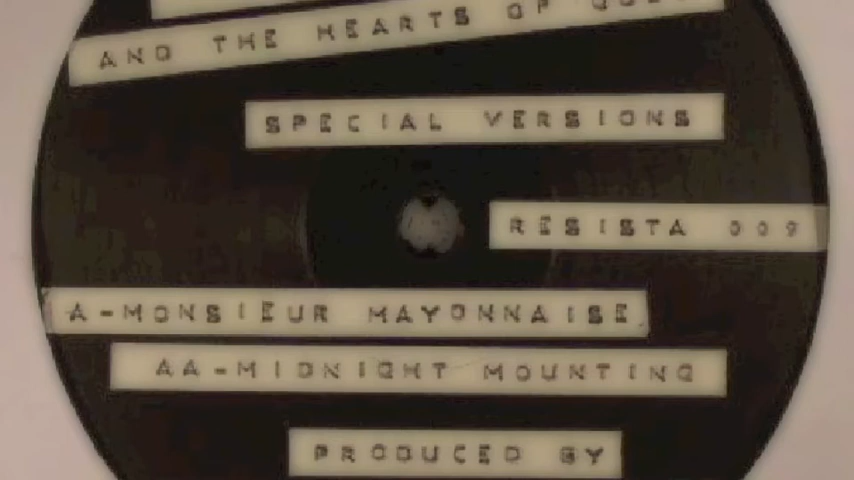 AND THE HEARTS OF
SPECIAL VERSIONS
RESISTA 009
A-MONSIEUR MAYONNAISE
AA-MIDNIGHT MOUNTING
PRODUCED BY